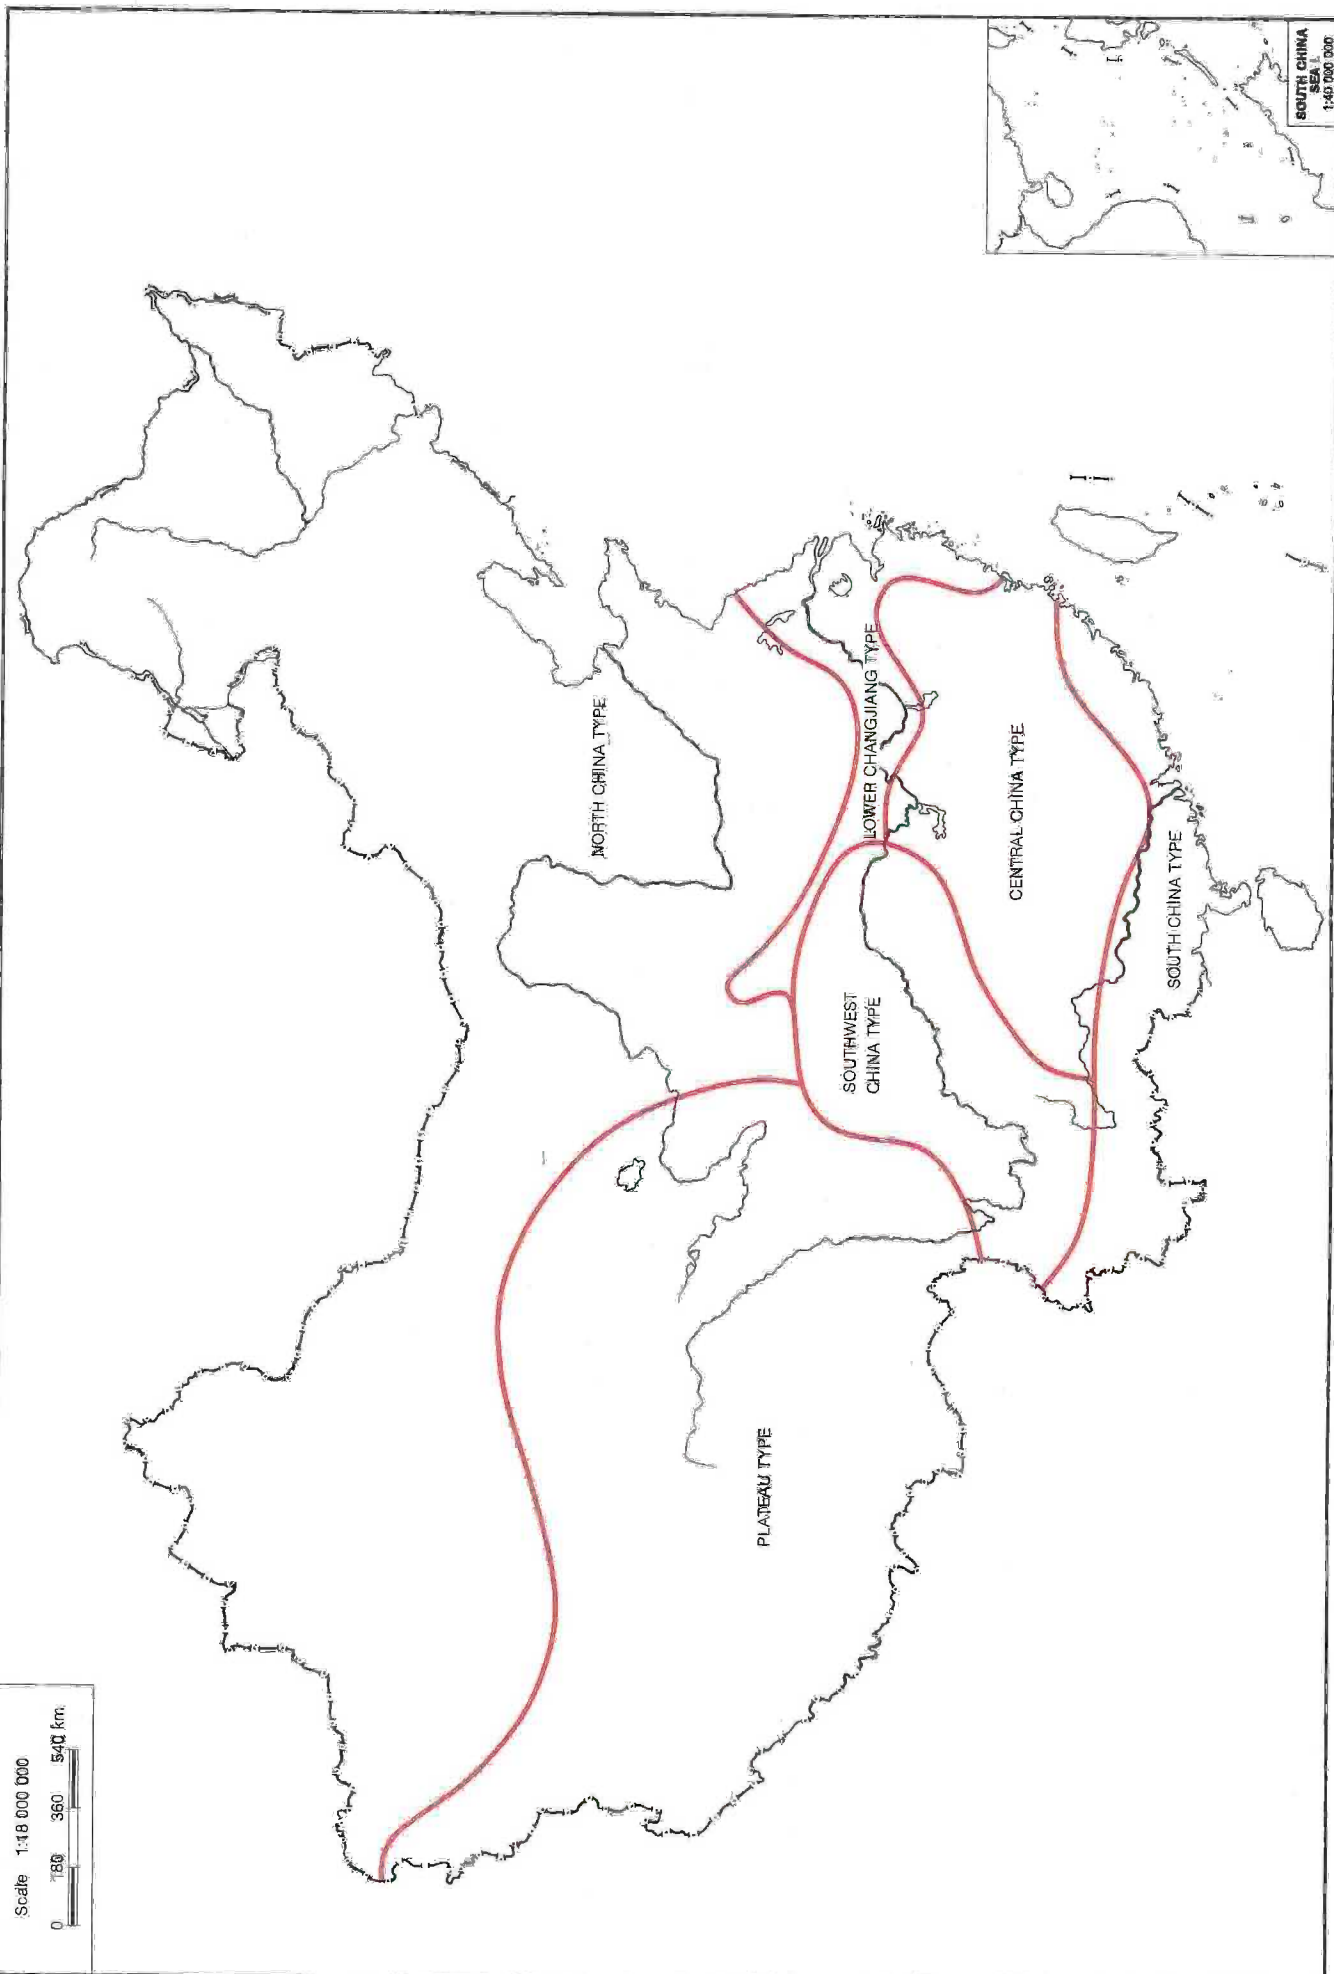 Scale 1:18 000 000
0 180 360 540 km
NORTH CHINA TYPE
LOWER CHANGJIANG TYPE
SOUTHWEST
CHINA TYPE
CENTRAL CHINA TYPE
SOUTH CHINA TYPE
PLATEAU TYPE
SOUTH CHINA
SEA I.
1:40 000 000